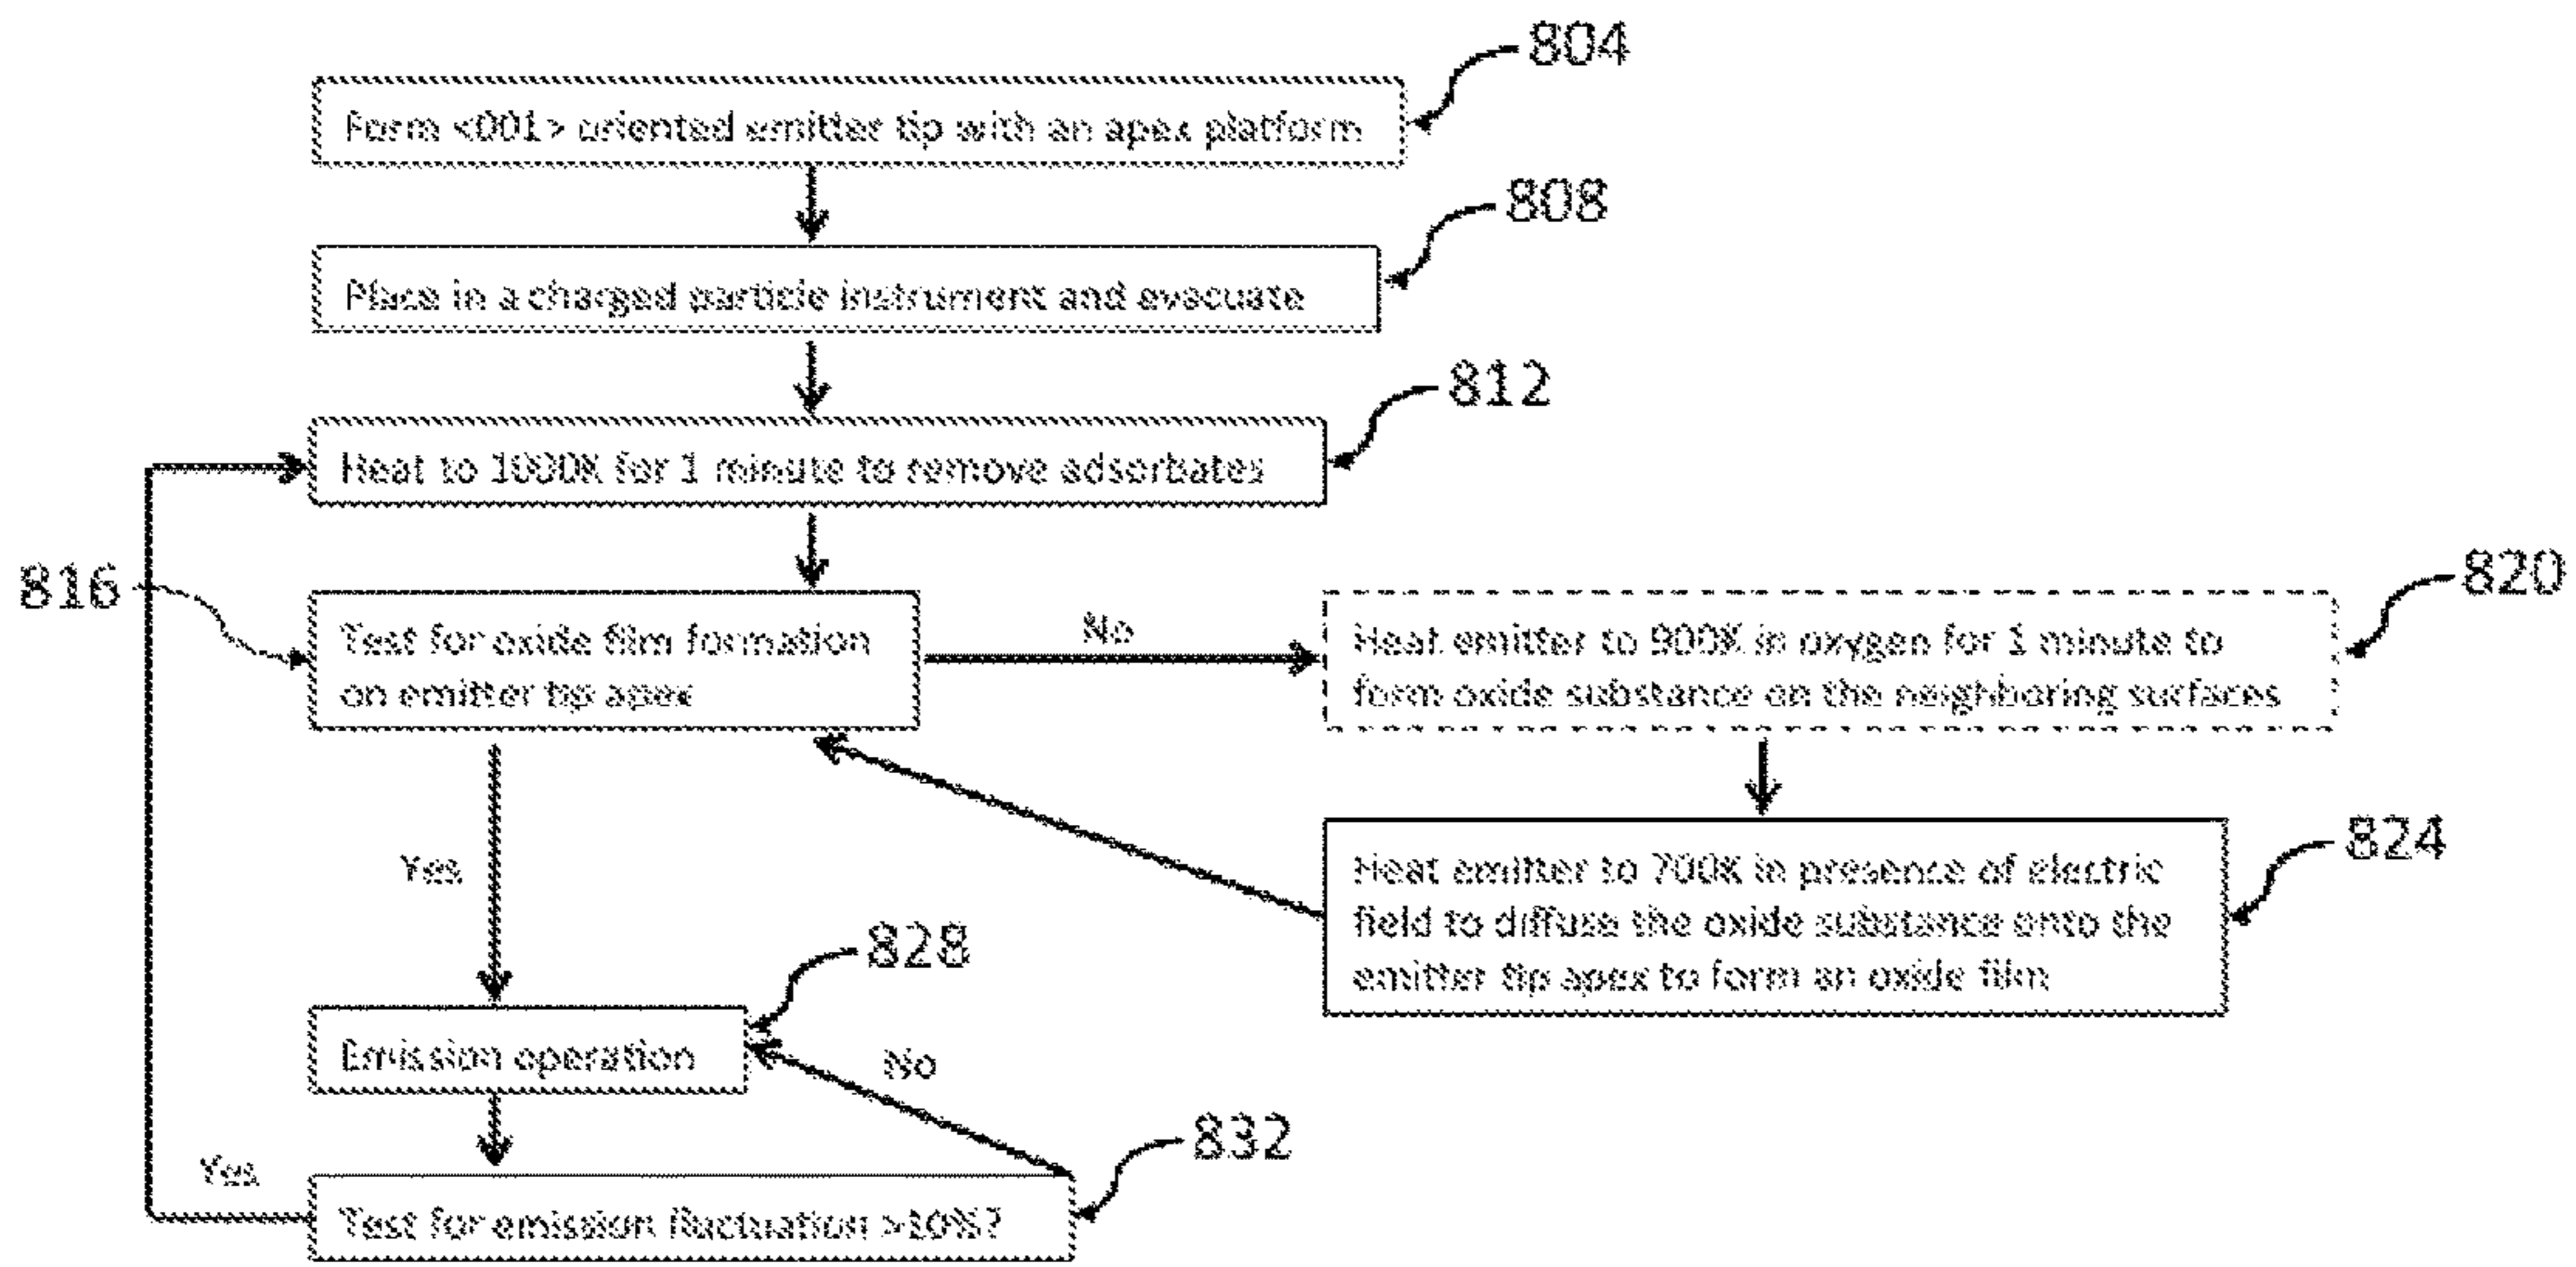 804
Form <001> oriented emitter tip with an apex platform
808
Place in a charged particle instrument and evacuate
812
Heat to 1000K for 1 minute to remove adsorbates
816
Test for oxide film formation
on emitter tip apex
No
820
Heat emitter to 900K in oxygen for 1 minute to
form oxide substance on the neighboring surfaces
824
Heat emitter to 700K in presence of electric
field to diffuse the oxide substance onto the
emitter tip apex to form an oxide film
Yes
828
Emission operation
No
832
Yes
Test for emission fluctuation >10%?